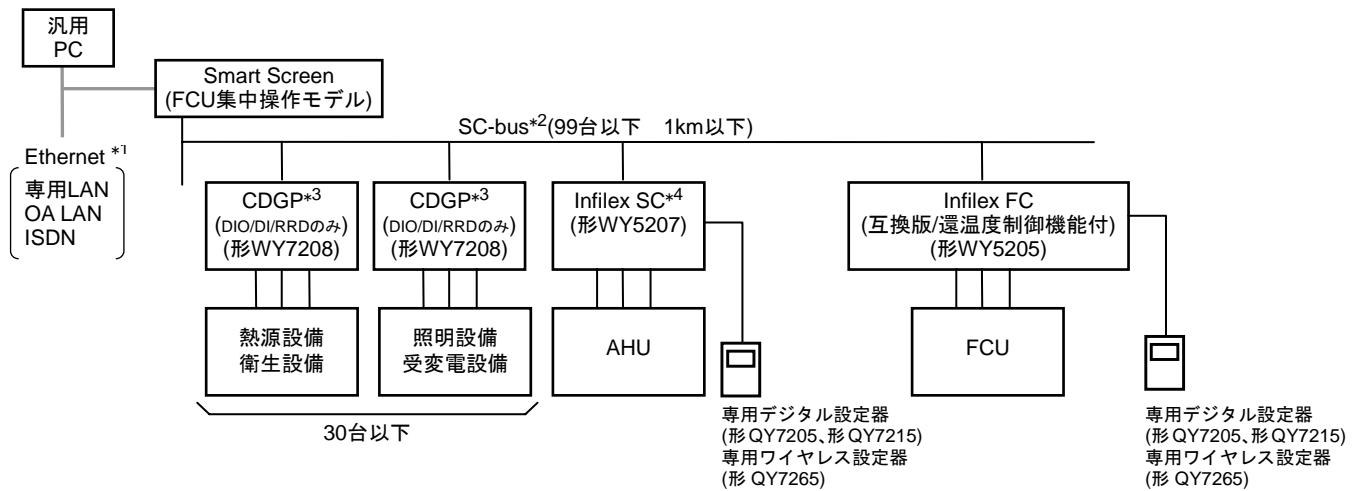 汎用
PC
Smart Screen
(FCU集中操作モデル)
SC-bus*2(99台以下　1km以下)
Ethernet *1
専用LAN
OA LAN
ISDN
CDGP*3
(DIO/DI/RRDのみ)
(形WY7208)
CDGP*3
(DIO/DI/RRDのみ)
(形WY7208)
Infilex SC*4
(形WY5207)
Infilex FC
(互換版/還温度制御機能付)
(形WY5205)
熱源設備
衛生設備
照明設備
受変電設備
AHU
FCU
30台以下
専用デジタル設定器
(形QY7205、形QY7215)
専用ワイヤレス設定器
(形 QY7265)
専用デジタル設定器
(形QY7205、形QY7215)
専用ワイヤレス設定器
(形 QY7265)